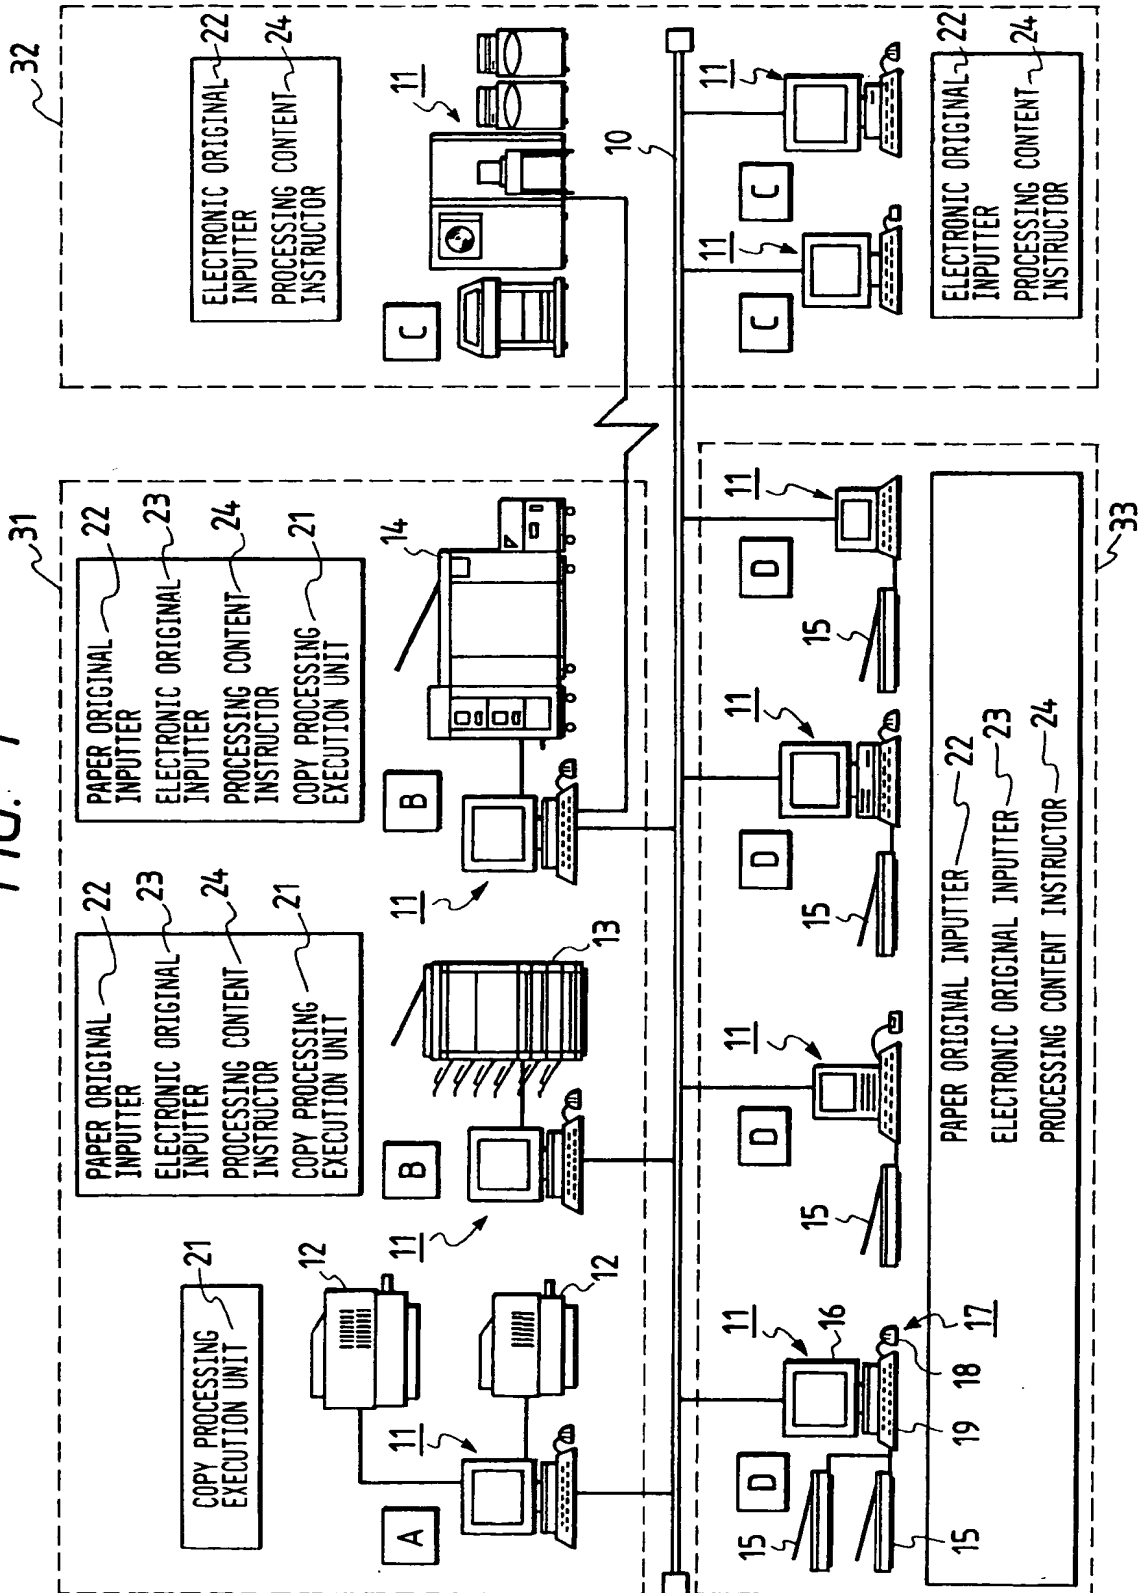 FIG. 1
31
32
COPY PROCESSING
EXECUTION UNIT
21
PAPER ORIGINAL
INPUTTER
22
ELECTRONIC ORIGINAL
INPUTTER
23
PROCESSING CONTENT
INSTRUCTOR
24
COPY PROCESSING
EXECUTION UNIT
21
PAPER ORIGINAL
INPUTTER
22
ELECTRONIC ORIGINAL
INPUTTER
23
PROCESSING CONTENT
INSTRUCTOR
24
COPY PROCESSING
EXECUTION UNIT
21
ELECTRONIC ORIGINAL
INPUTTER
22
PROCESSING CONTENT
INSTRUCTOR
24
A
11
12
12
B
11
13
B
11
14
C
11
10
D
11
15
15
16
17
18
19
D
11
15
D
11
15
D
11
15
C
11
C
11
PAPER ORIGINAL INPUTTER
22
ELECTRONIC ORIGINAL INPUTTER
23
PROCESSING CONTENT INSTRUCTOR
24
33
ELECTRONIC ORIGINAL
INPUTTER
22
PROCESSING CONTENT
INSTRUCTOR
24